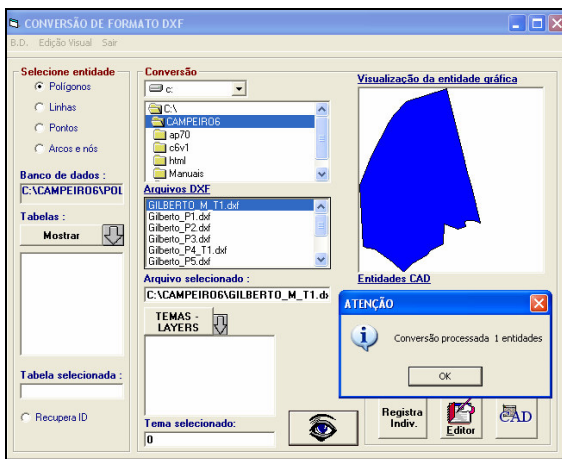 CONVERSÃO DE FORMATO DXF
B.D. Edição Visual Sair
Selecione entidade
Polígonos
Linhas
Pontos
Arcos e nós
Banco de dados :
C:\CAMPEIRO6\POL
Tabelas :
Mostrar
Tabela selecionada :
Recupera ID
Conversão
c:
C:\
CAMPEIRO6
ap70
c6v1
html
Manuais
Arquivos DXF
GILBERTO_M_T1.dxf
Gilberto_P1.dxf
Gilberto_P2.dxf
Gilberto_P3.dxf
Gilberto_P4_T1.dxf
Gilberto_P5.dxf
Arquivo selecionado :
C:\CAMPEIRO6\GILBERTO_M_T1.d
TEMAS -
LAYERS
Tema selecionado:
0
Visualização da entidade gráfica
Entidades CAD
ATENÇÃO
Conversão processada 1 entidades
OK
Registra
Indiv.
Editor
CAD